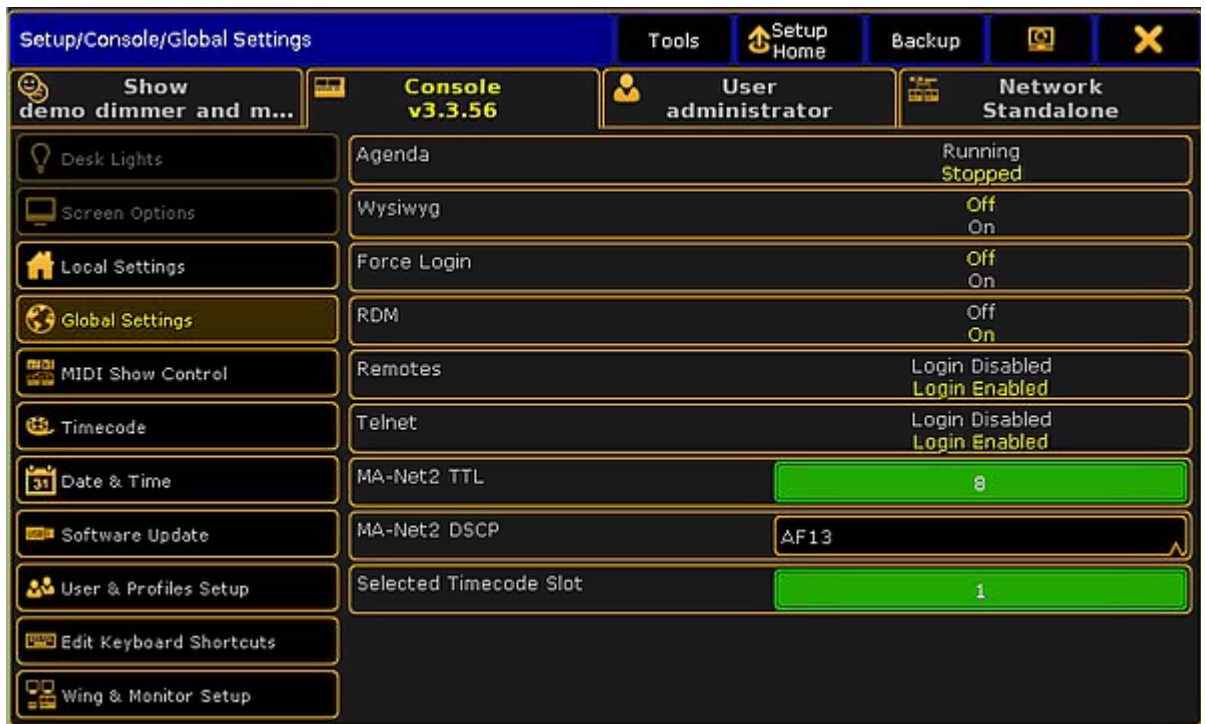 Setup/Console/Global Settings
Tools
Setup
Home
Backup
Show
demo dimmer and m...
Console
v3.3.56
User
administrator
Network
Standalone
Desk Lights
Screen Options
Local Settings
Global Settings
MIDI Show Control
Timecode
Date & Time
Software Update
User & Profiles Setup
Edit Keyboard Shortcuts
Wing & Monitor Setup
Agenda
Running
Stopped
Wysiwyg
Off
On
Force Login
Off
On
RDM
Off
On
Remotes
Login Disabled
Login Enabled
Telnet
Login Disabled
Login Enabled
MA-Net2 TTL
8
MA-Net2 DSCP
AF13
Selected Timecode Slot
1